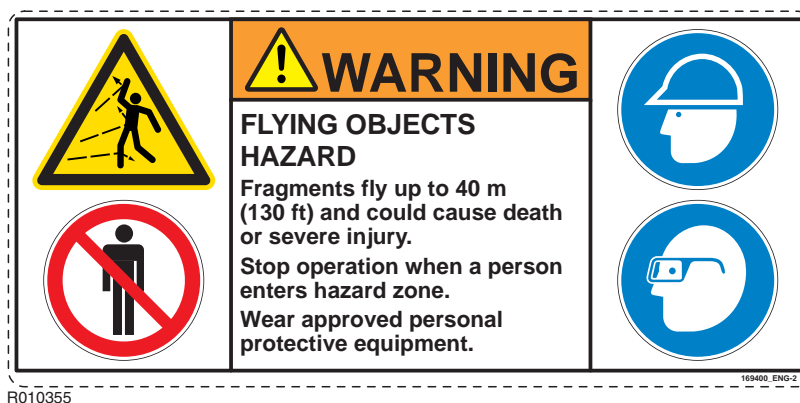 WARNING
FLYING OBJECTS
HAZARD
Fragments fly up to 40 m
(130 ft) and could cause death
or severe injury.
Stop operation when a person
enters hazard zone.
Wear approved personal
protective equipment.
169400_ENG-2
R010355